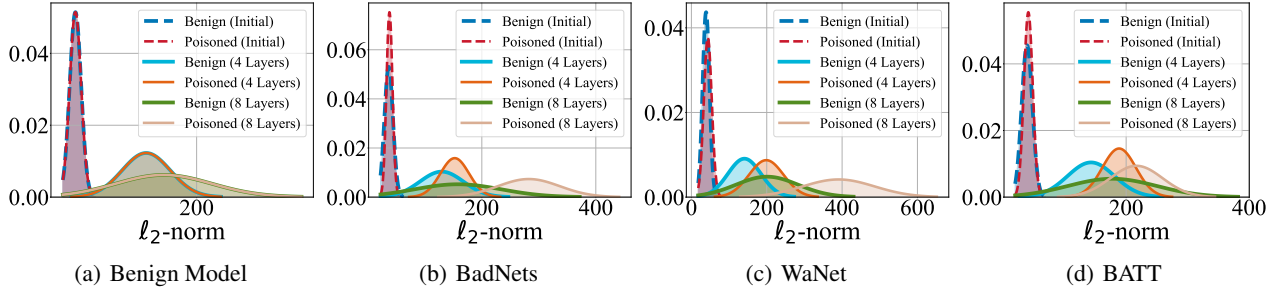 0.04
0.02
0.00
200
ℓ2-norm
Benign (Initial)
Poisoned (Initial)
Benign (4 Layers)
Poisoned (4 Layers)
Benign (8 Layers)
Poisoned (8 Layers)
(a) Benign Model
0.06
0.04
0.02
0.00
200 400
ℓ2-norm
Benign (Initial)
Poisoned (Initial)
Benign (4 Layers)
Poisoned (4 Layers)
Benign (8 Layers)
Poisoned (8 Layers)
(b) BadNets
0.04
0.02
0.00
0 200 400 600
ℓ2-norm
Benign (Initial)
Poisoned (Initial)
Benign (4 Layers)
Poisoned (4 Layers)
Benign (8 Layers)
Poisoned (8 Layers)
(c) WaNet
0.04
0.02
0.00
200 400
ℓ2-norm
Benign (Initial)
Poisoned (Initial)
Benign (4 Layers)
Poisoned (4 Layers)
Benign (8 Layers)
Poisoned (8 Layers)
(d) BATT